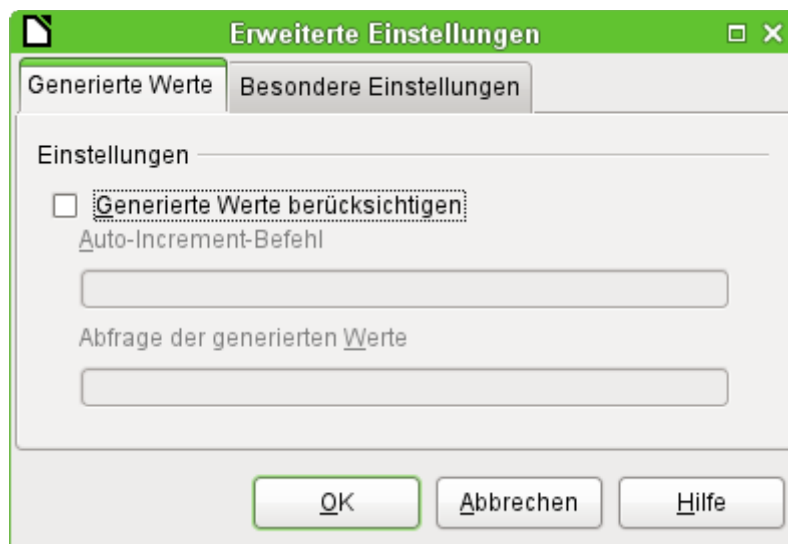 Erweiterte Einstellungen
Generierte Werte Besondere Einstellungen
Einstellungen
Generierte Werte berücksichtigen
Auto-Increment-Befehl
Abfrage der generierten Werte
OK Abbrechen Hilfe